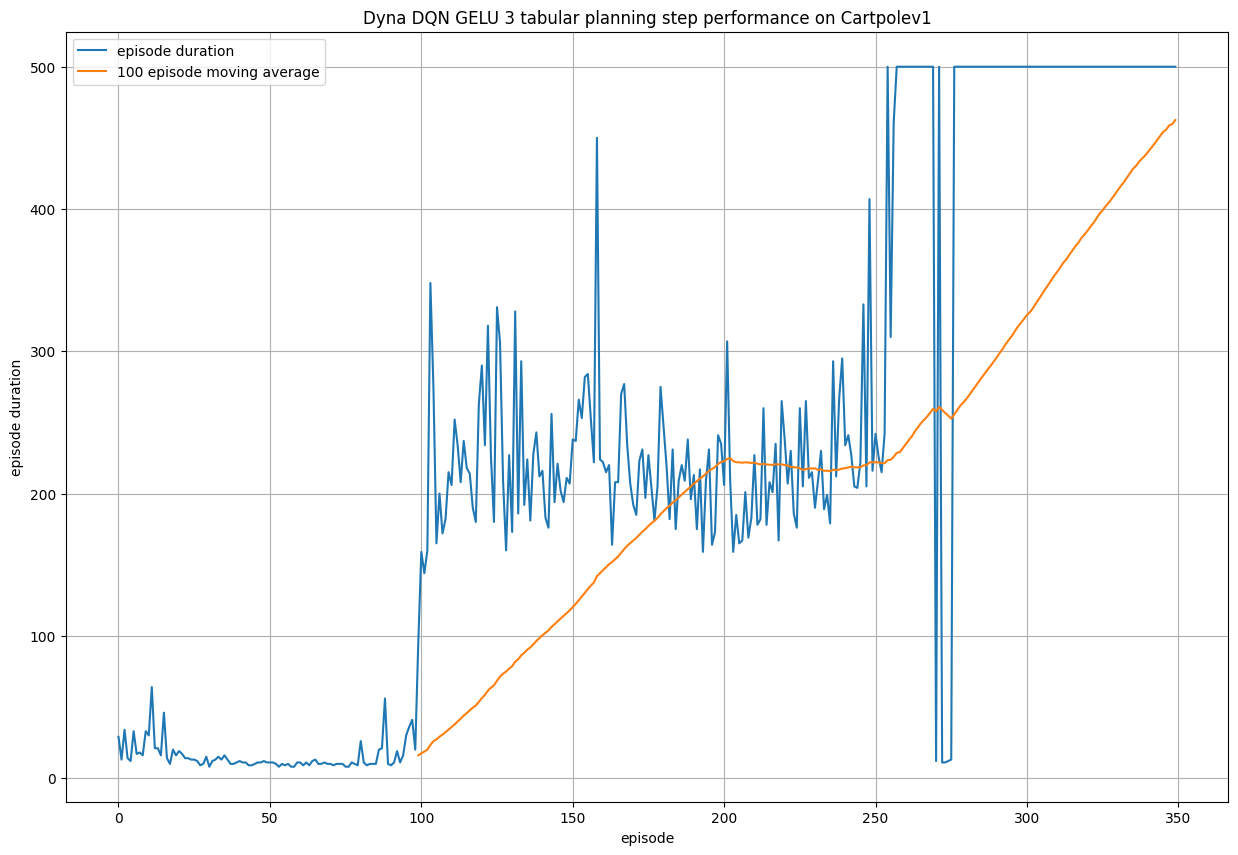 Dyna DQN GELU 3 tabular planning step performance on Cartpolev1
episode duration
100 episode moving average
500
400
300
200
100
0
episode duration
0
50
100
150
200
250
300
350
episode